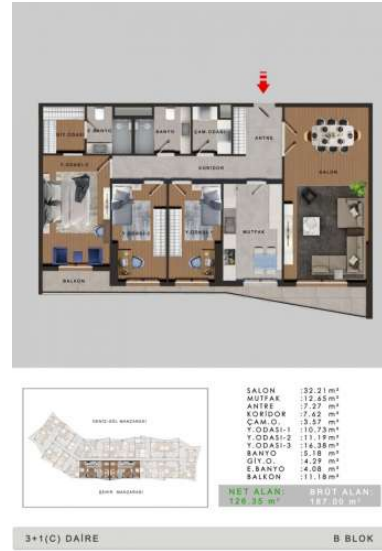 GİY.ODASI
E.BANYO
BANYO
ÇAM.ODASI
ANTRE
SALON
KORİDOR
Y.ODASI-3
Y.ODASI-2
Y.ODASI-1
MUTFAK
BALKON
DENİZ-GÖL MANZARASI
ŞEHİR MANZARASI
SALON :32.21 m²
MUTFAK :12.65 m²
ANTRE :7.27 m²
KORİDOR :7.62 m²
ÇAM.O. :3.57 m²
Y.ODASI-1 :10.73 m²
Y.ODASI-2 :11.19 m²
Y.ODASI-3 :16.38 m²
BANYO :5.18 m²
GİY.O. :4.29 m²
E.BANYO :4.08 m²
BALKON :11.18 m²
NET ALAN: 126.35 m²
BRÜT ALAN: 187.00 m²
3+1(C) DAİRE
B BLOK